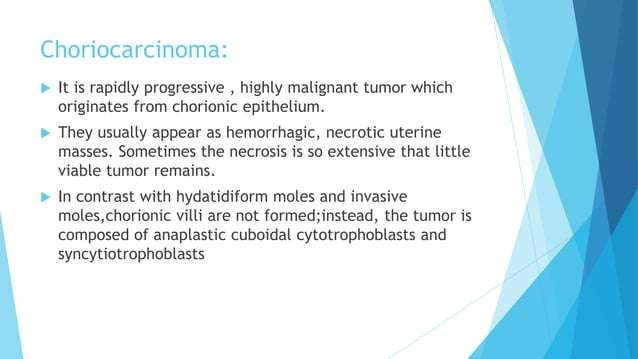 Choriocarcinoma:
It is rapidly progressive , highly malignant tumor which
originates from chorionic epithelium.
They usually appear as hemorrhagic, necrotic uterine
masses. Sometimes the necrosis is so extensive that little
viable tumor remains.
In contrast with hydatidiform moles and invasive
moles,chorionic villi are not formed;instead, the tumor is
composed of anaplastic cuboidal cytotrophoblasts and
syncytiotrophoblasts